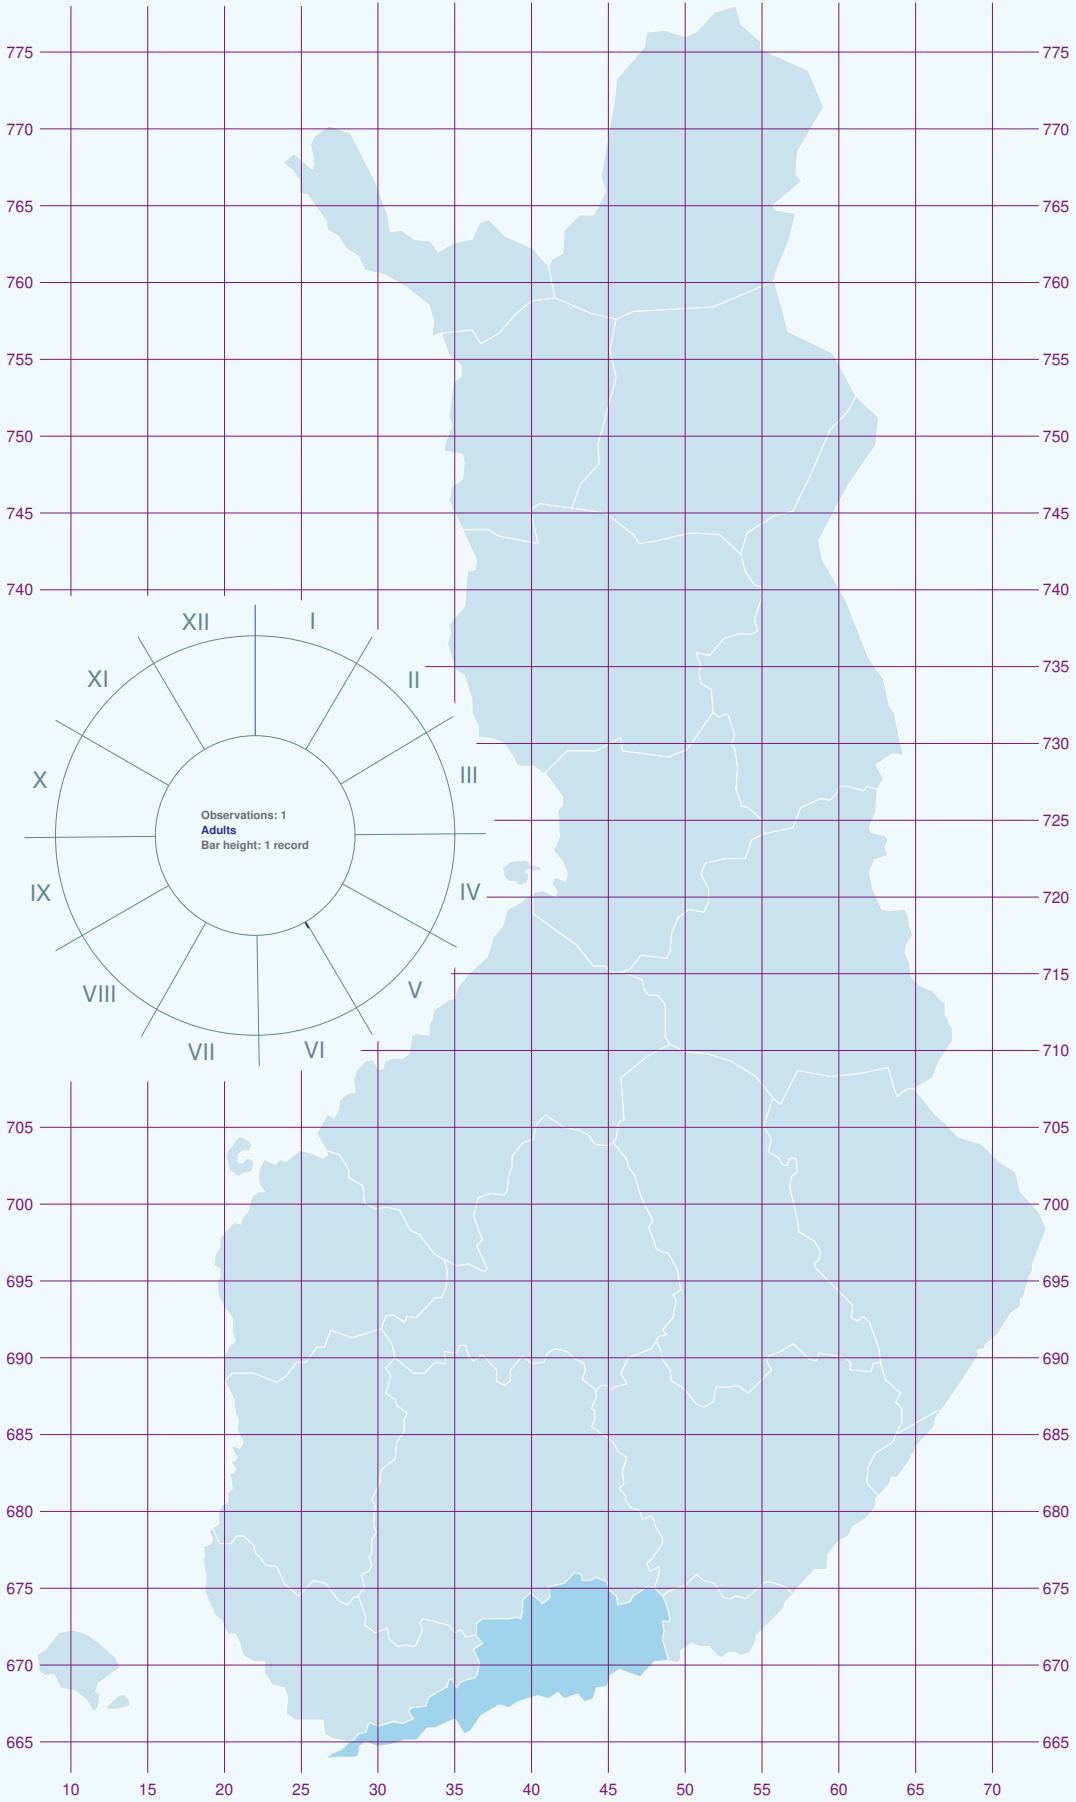 775 775
770 770
765 765
760 760
755 755
750 750
745 745
740 740
XII I
XI II
735
730
X III
Observations: 1
Adults
Bar height: 1 record
725
IX IV
720
VIII V
715
VII VI
710
705 705
700 700
695 695
690 690
685 685
680 680
675 675
670 670
665 665
10 15 20 25 30 35 40 45 50 55 60 65 70